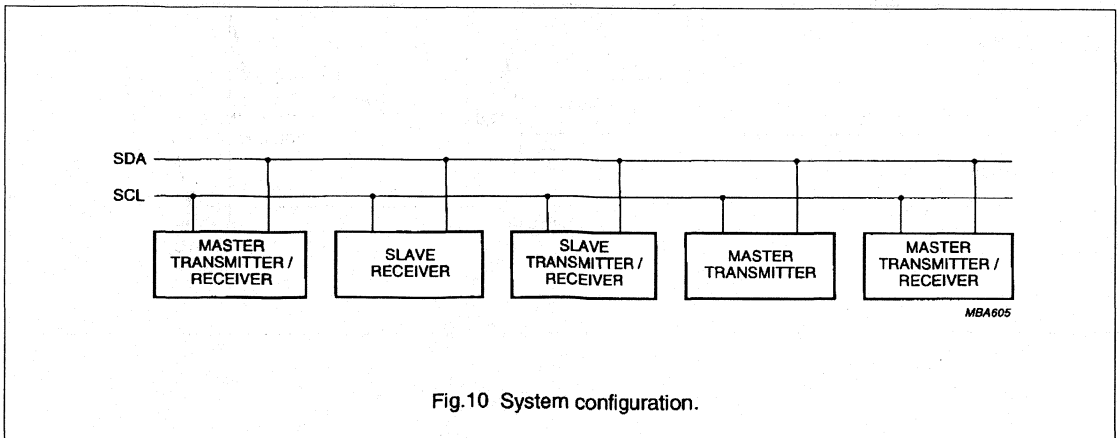 SDA
SCL
MASTER
TRANSMITTER /
RECEIVER
SLAVE
RECEIVER
SLAVE
TRANSMITTER /
RECEIVER
MASTER
TRANSMITTER
MASTER
TRANSMITTER /
RECEIVER
MBA605
Fig.10 System configuration.